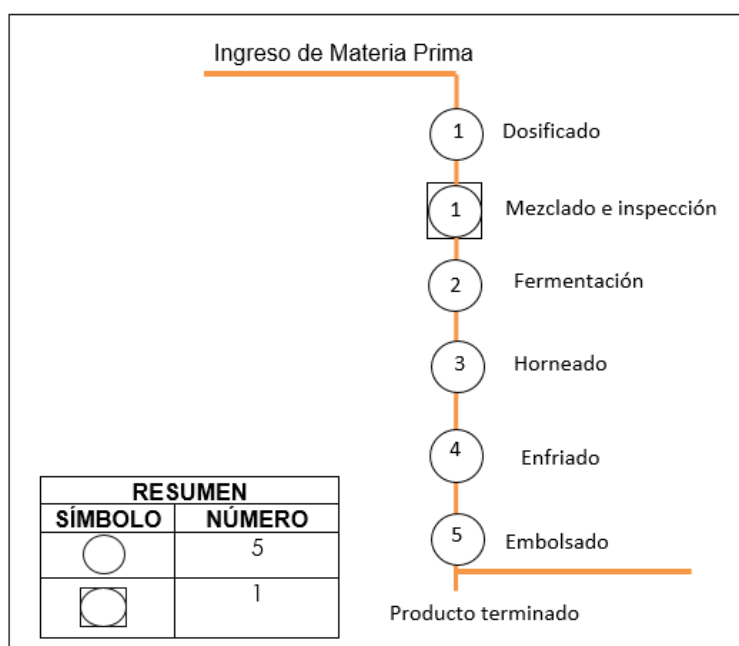 Ingreso de Materia Prima
1 Dosificado
1 Mezclado e inspección
2 Fermentación
3 Horneado
4 Enfriado
5 Embolsado
Producto terminado
RESUMEN
SÍMBOLO NÚMERO
5
1